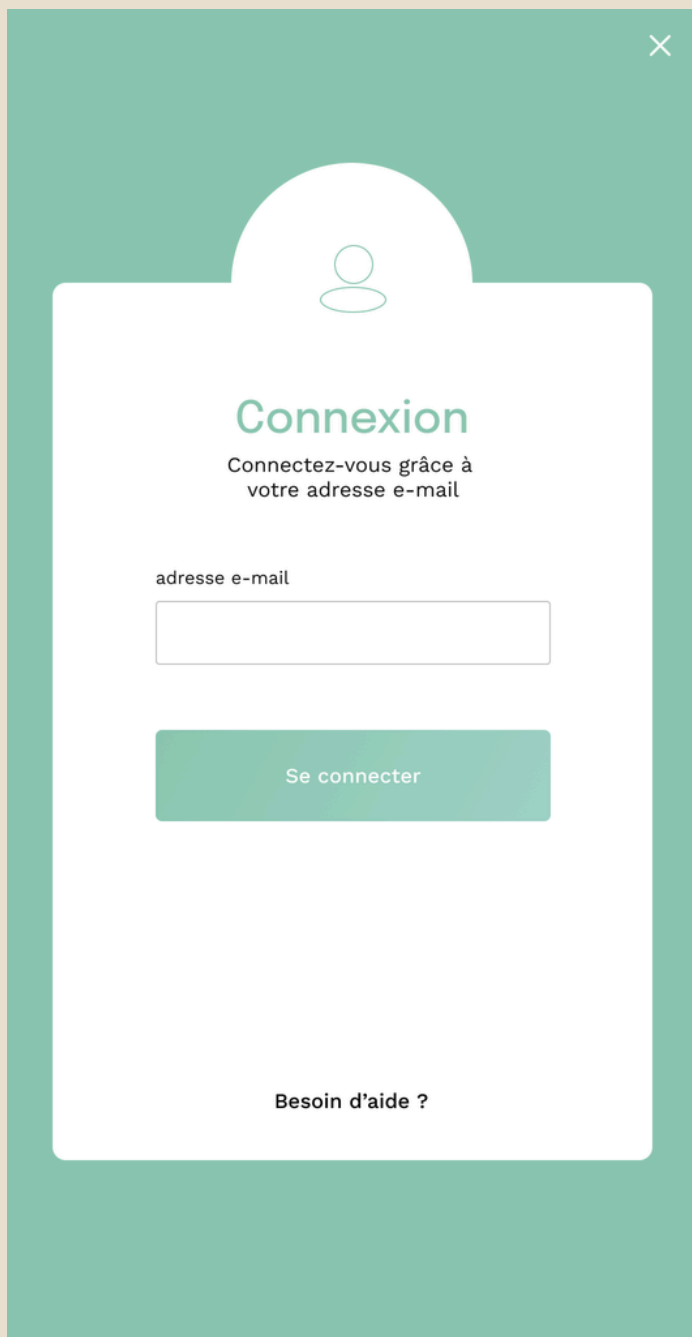 Connexion
Connectez-vous grâce à
votre adresse e-mail
adresse e-mail
Se connecter
Besoin d’aide ?